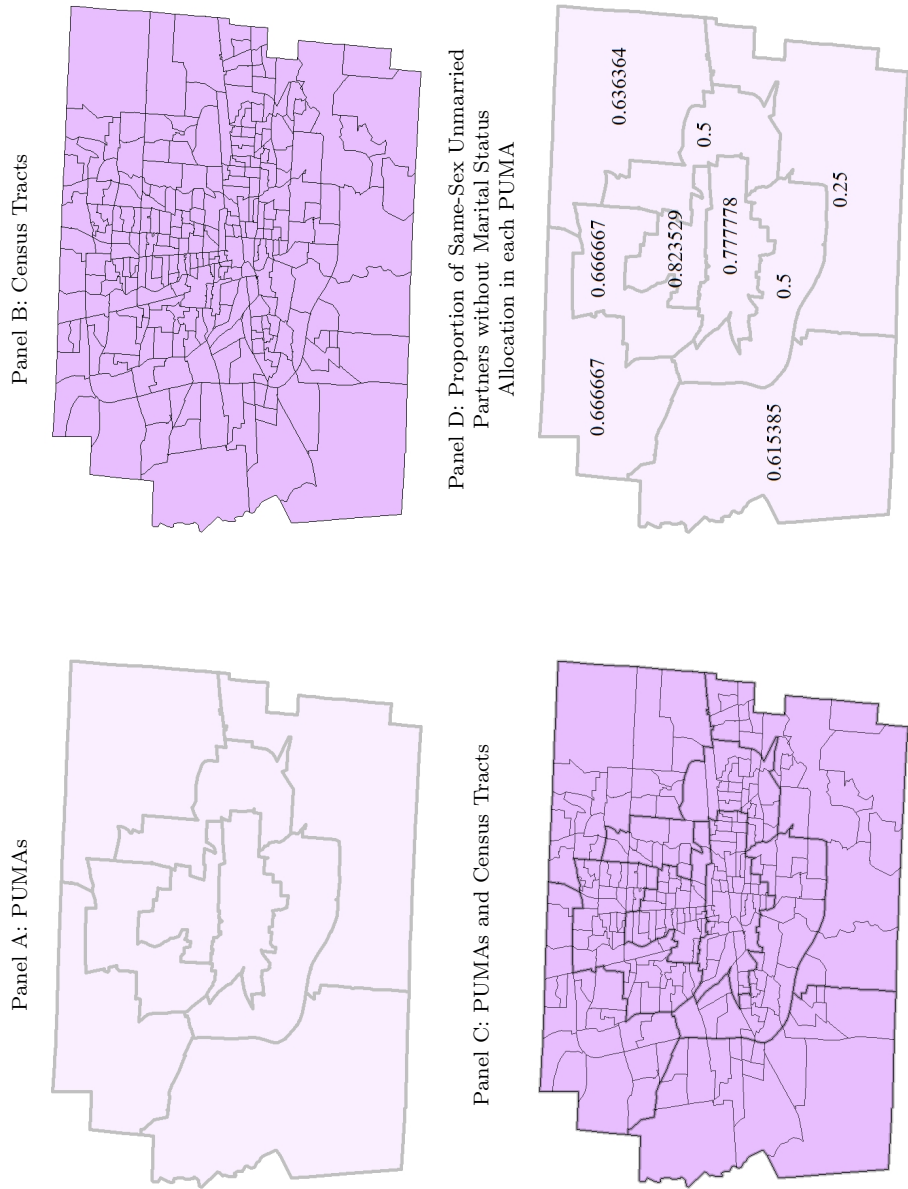 Panel A: PUMAs
Panel B: Census Tracts
Panel C: PUMAs and Census Tracts
Panel D: Proportion of Same-Sex Unmarried
Partners without Marital Status
Allocation in each PUMA
0.666667
0.666667
0.636364
0.823529
0.5
0.777778
0.615385
0.5
0.25